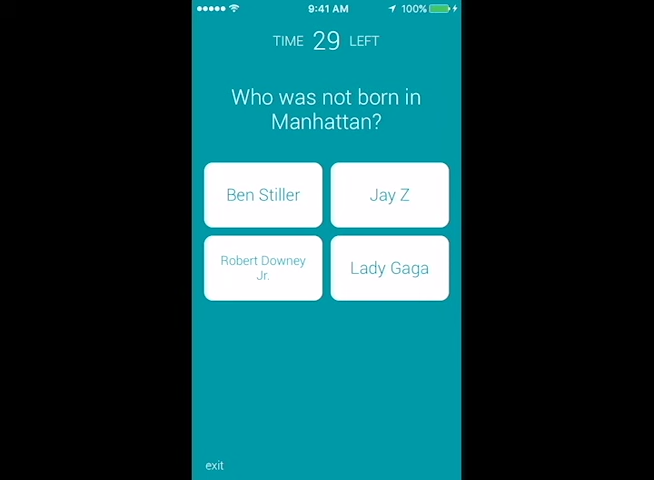 9:41 AM
100%
TIME 29 LEFT
Who was not born in
Manhattan?
Ben Stiller
Jay Z
Robert Downey
Jr.
Lady Gaga
exit